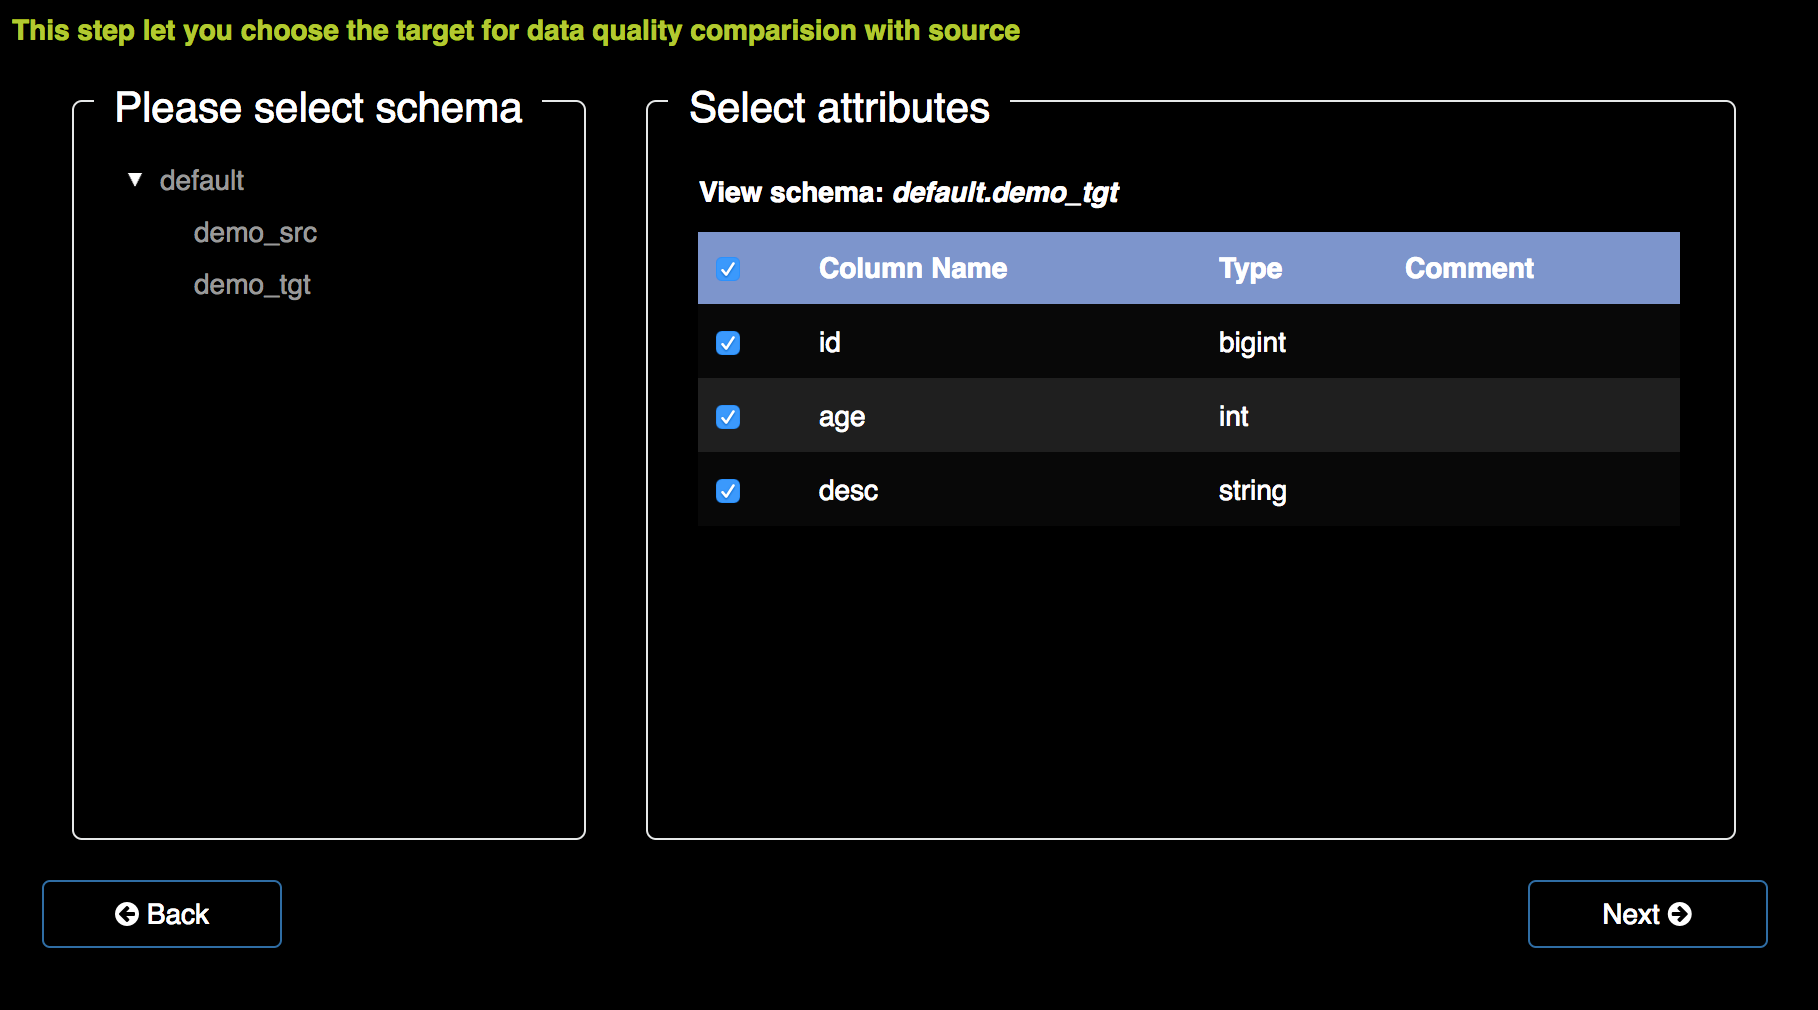 This step let you choose the target for data quality comparision with source
Please select schema
default
demo_src
demo_tgt
Select attributes
View schema: default.demo_tgt
Column Name Type Comment
id bigint
age int
desc string
Back
Next